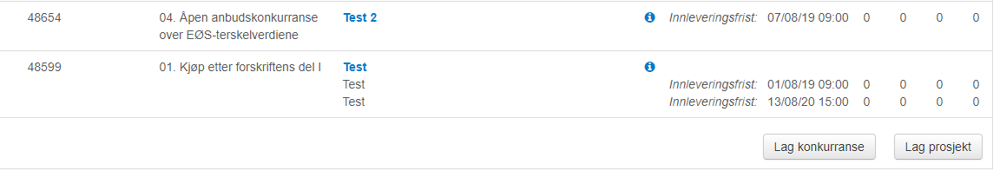 48654 04. Åpen anbudskonkurranse Test 2 Innleveringsfrist: 07/08/19 09:00 0 0 0 0
over EØS-terskelverdiene
48599 01. Kjøp etter forskriftens del I Test
Test Innleveringsfrist: 01/08/19 09:00 0 0 0 0
Test Innleveringsfrist: 13/08/20 15:00 0 0 0 0
Lag konkurranse Lag prosjekt